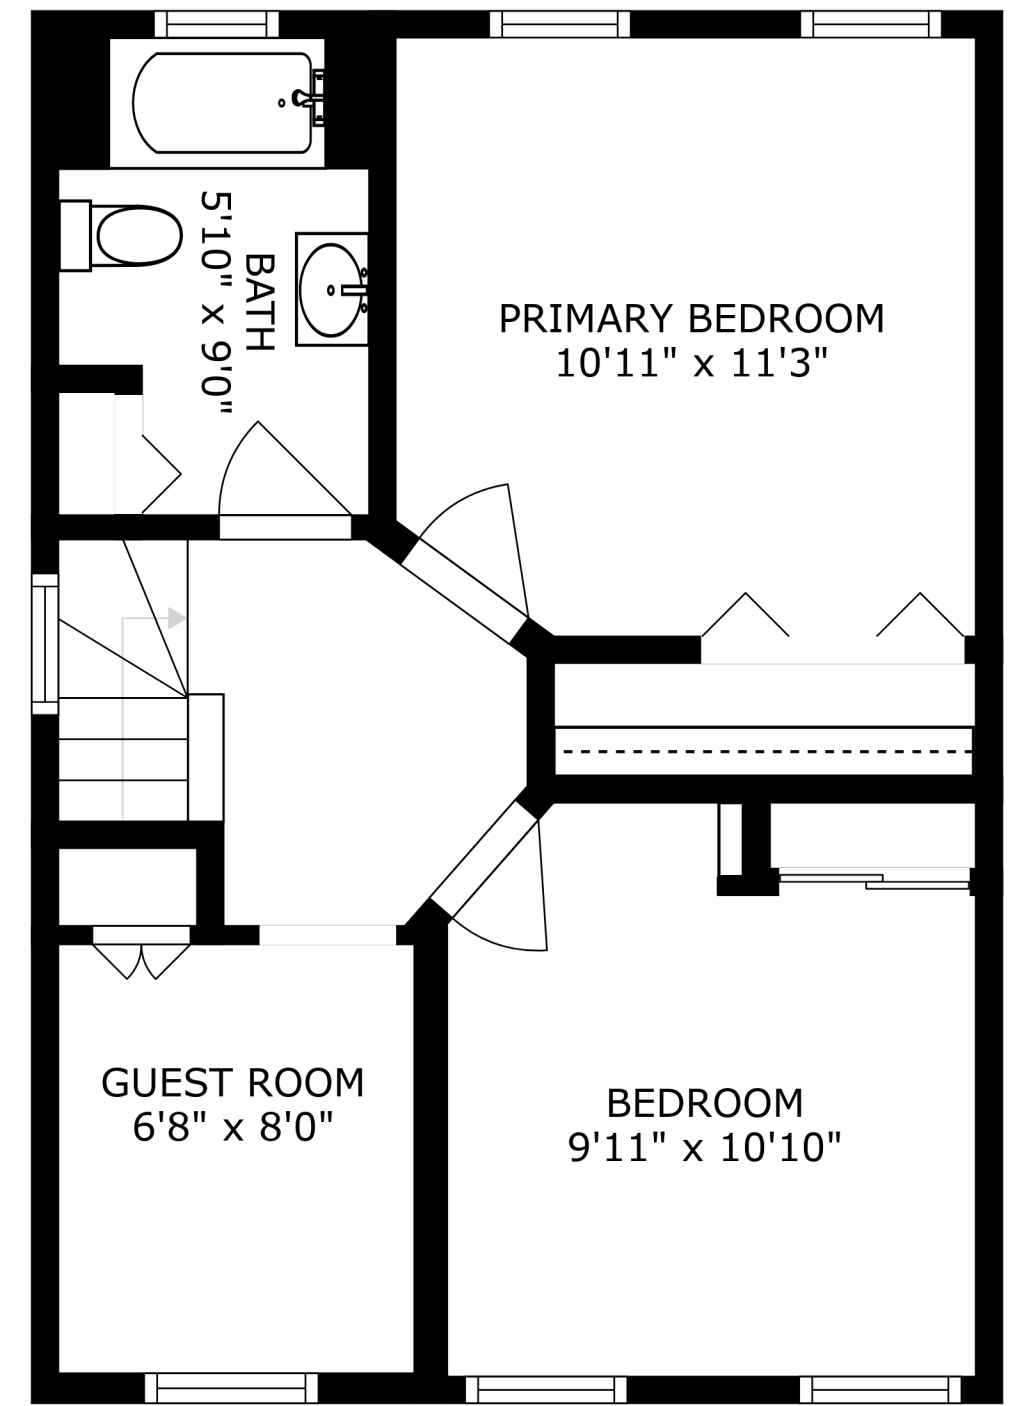 BATH
5'10" x 9'0"
PRIMARY BEDROOM
10'11" x 11'3"
GUEST ROOM
6'8" x 8'0"
BEDROOM
9'11" x 10'10"